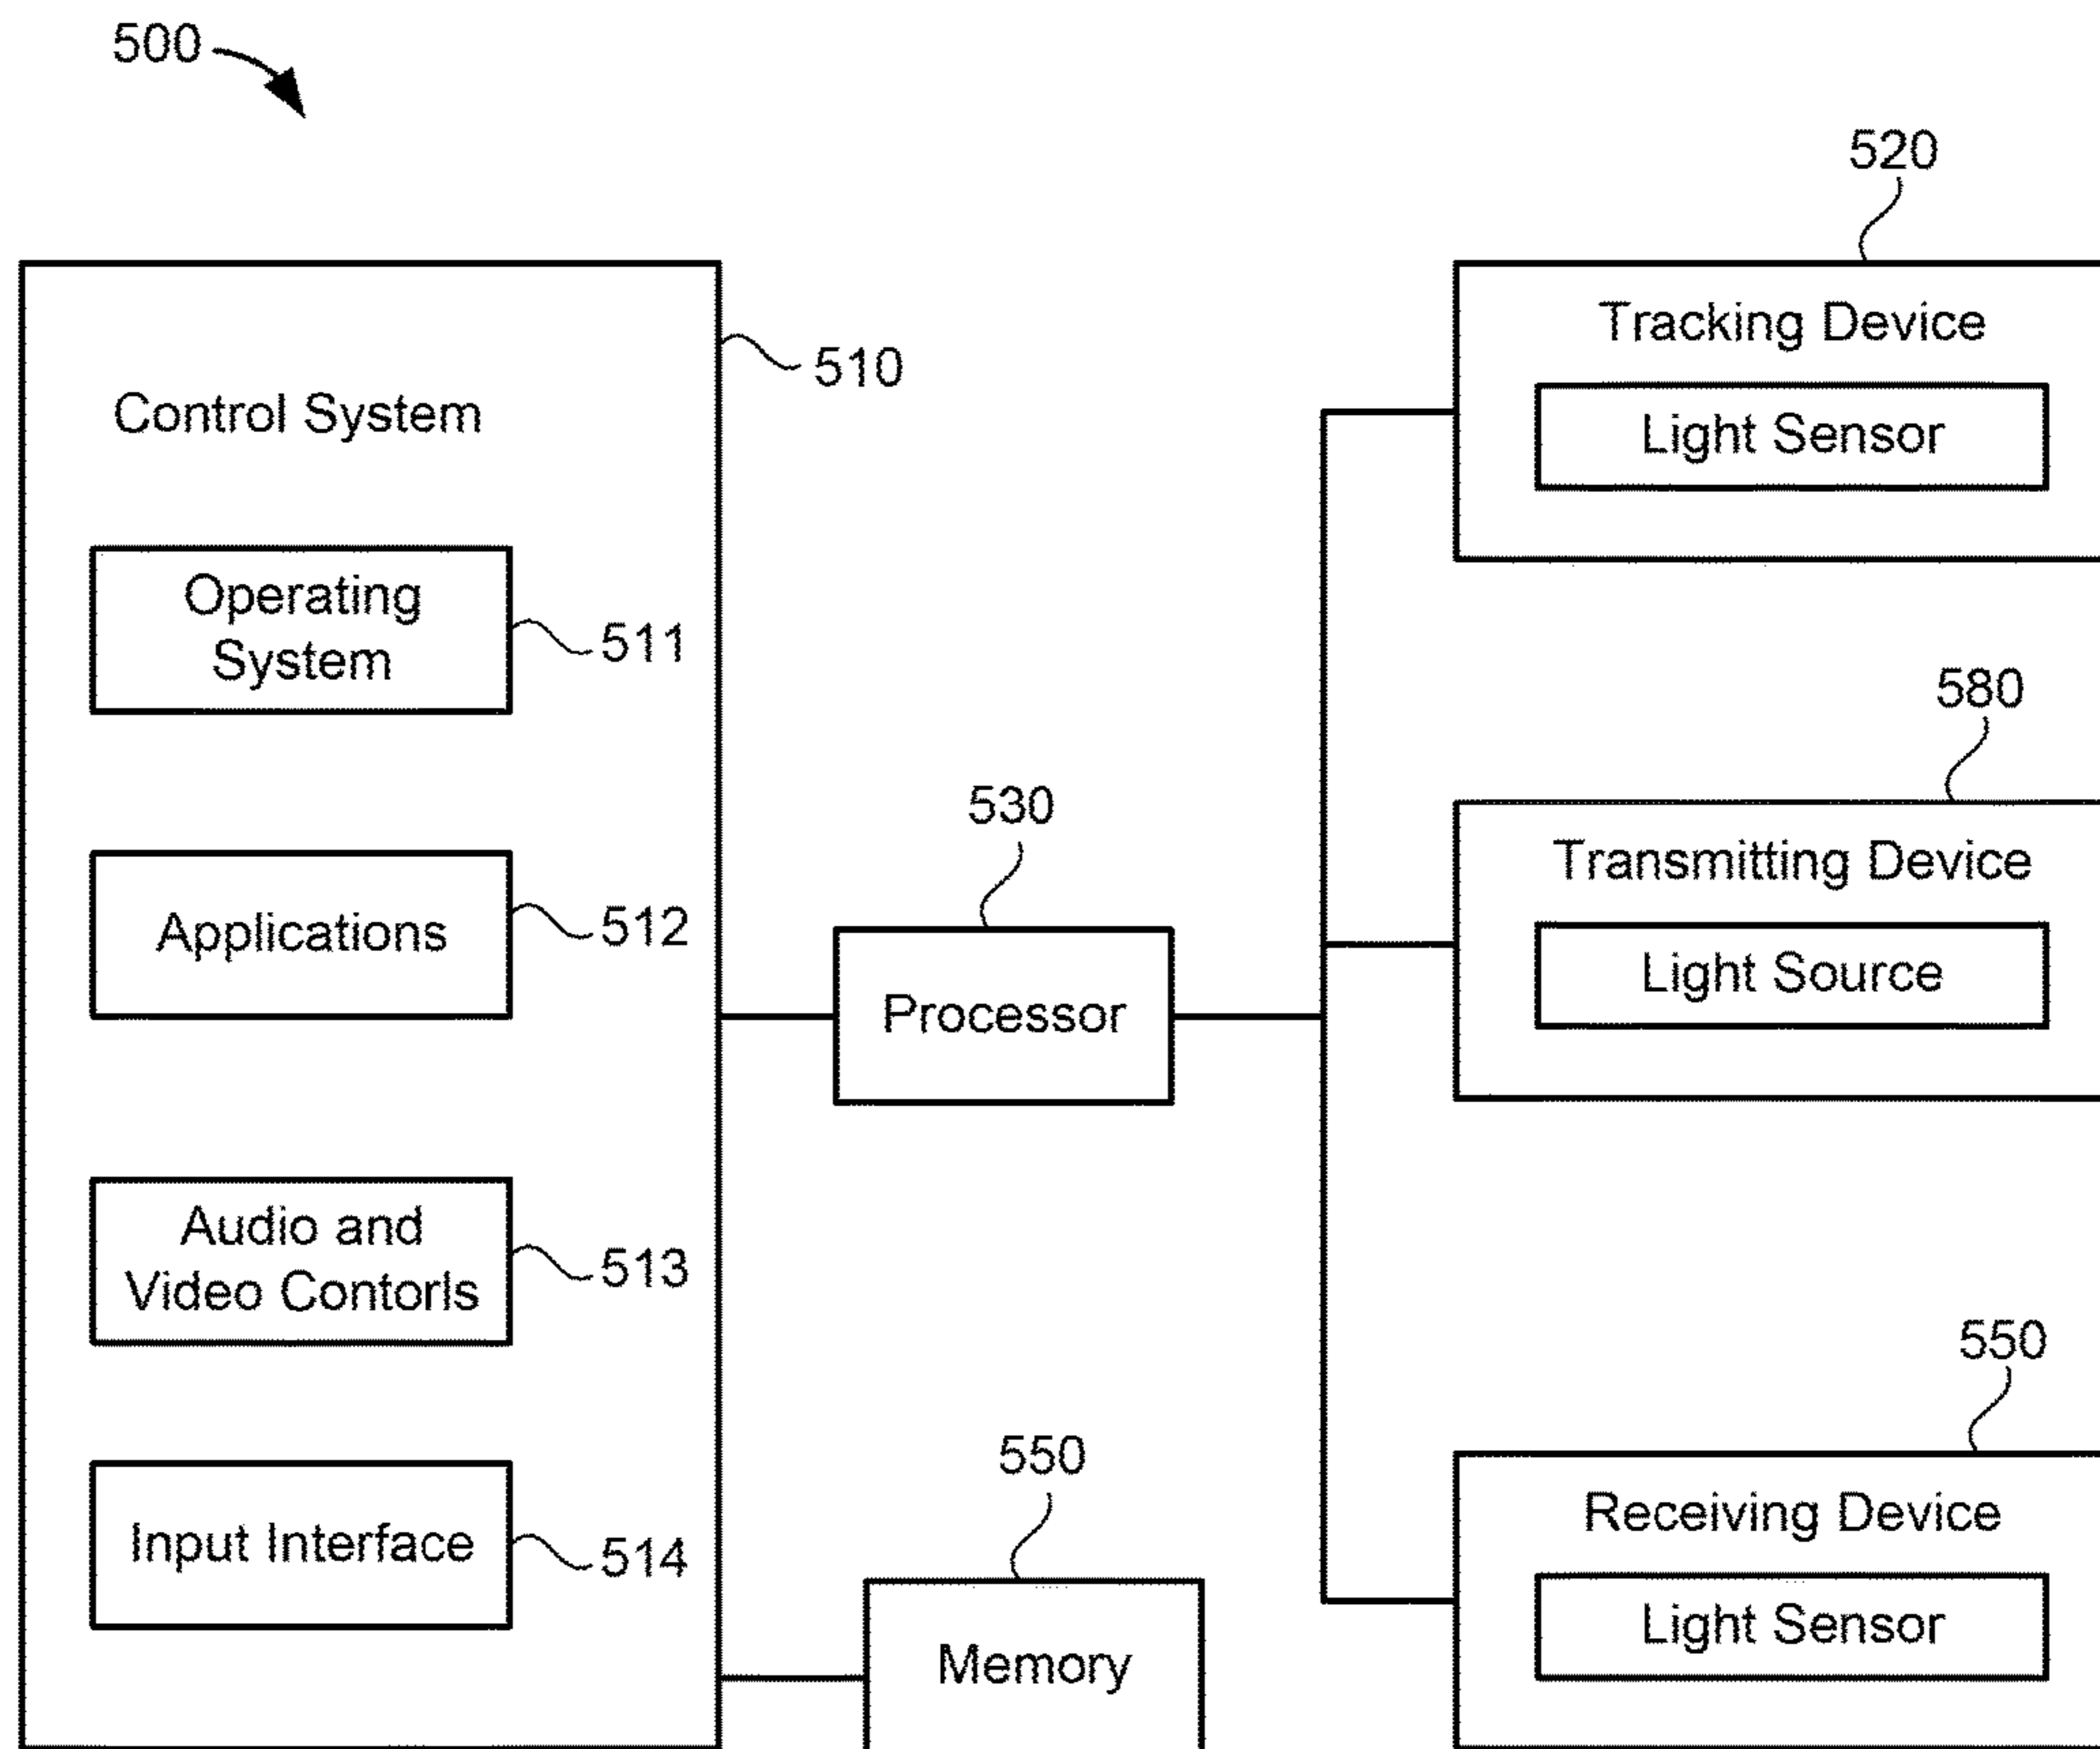 500
520
Tracking Device
Light Sensor
Control System
510
Operating
System
511
580
Transmitting Device
Light Source
530
Processor
Applications
512
Audio and
Video Contorls
513
550
Receiving Device
Light Sensor
Input Interface
514
550
Memory